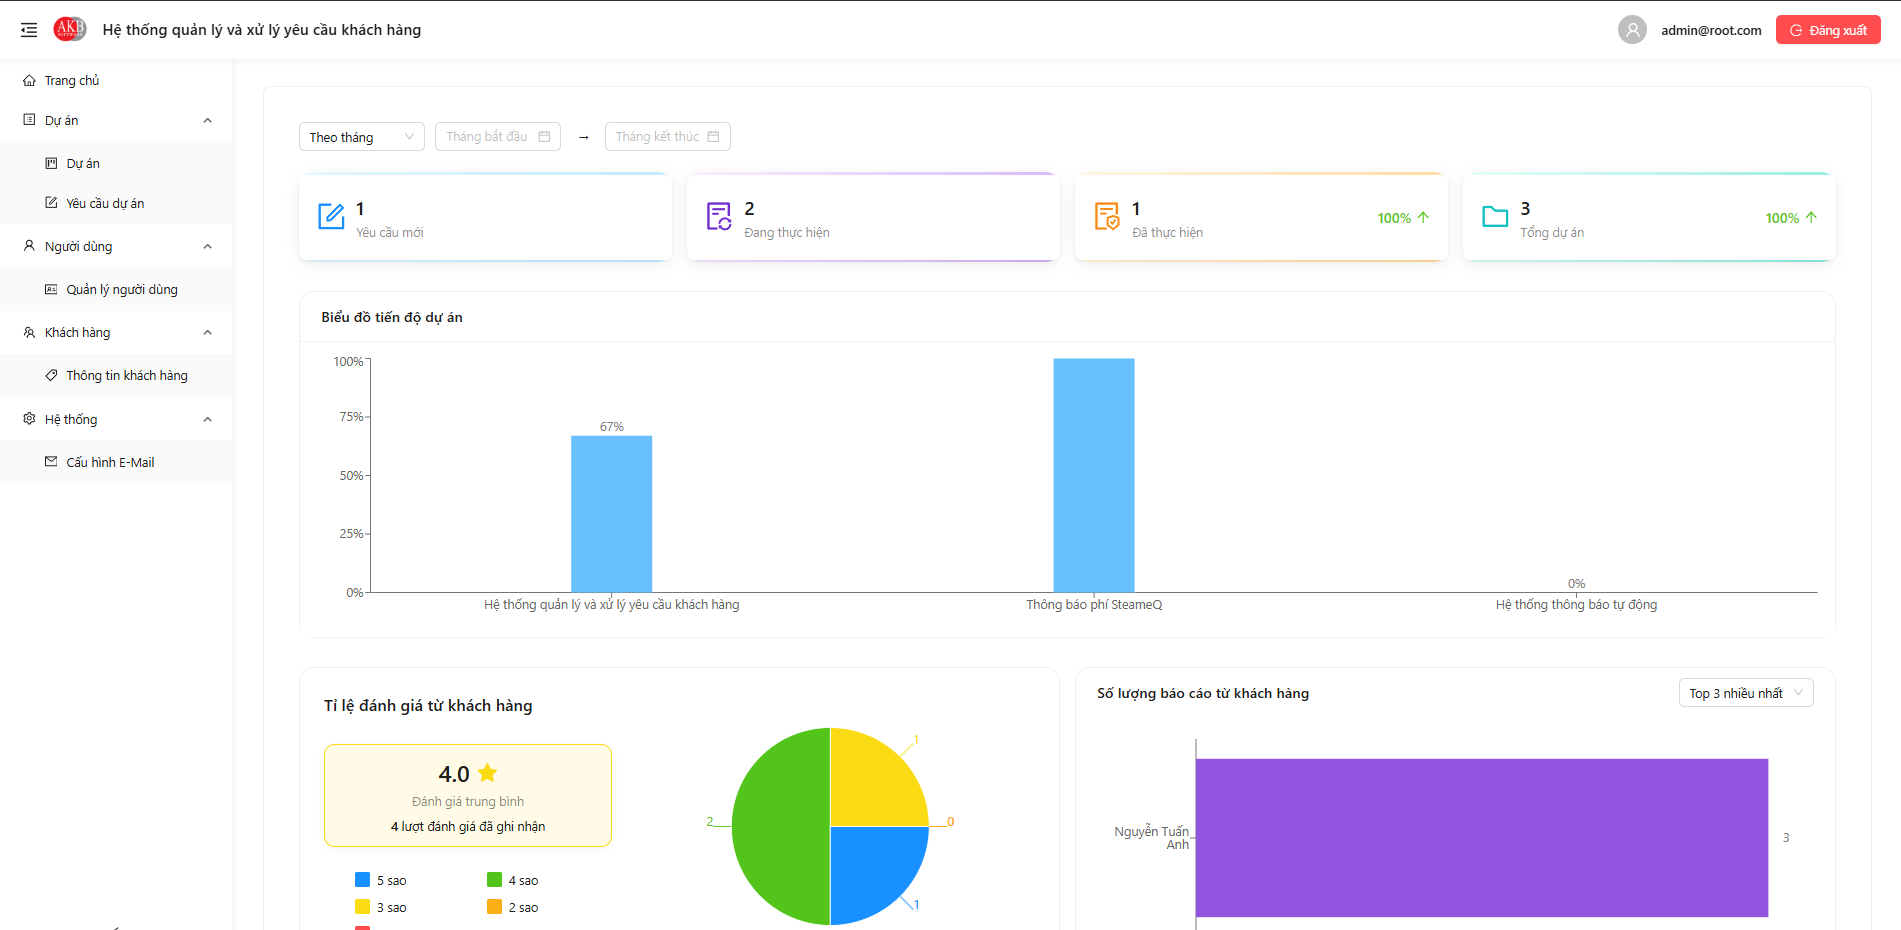 AKB
SOFTWARE
Hệ thống quản lý và xử lý yêu cầu khách hàng
admin@root.com
Đăng xuất
Trang chủ
Dự án
Dự án
Yêu cầu dự án
Người dùng
Quản lý người dùng
Khách hàng
Thông tin khách hàng
Hệ thống
Cấu hình E-Mail
Theo tháng
Tháng bắt đầu
→
Tháng kết thúc
1
Yêu cầu mới
2
Đang thực hiện
1
Đã thực hiện
100%
3
Tổng dự án
100%
Biểu đồ tiến độ dự án
100%
75%
50%
25%
0%
67%
0%
Hệ thống quản lý và xử lý yêu cầu khách hàng
Thông báo phí SteameQ
Hệ thống thông báo tự động
Tỉ lệ đánh giá từ khách hàng
4.0
Đánh giá trung bình
4 lượt đánh giá đã ghi nhận
5 sao
4 sao
3 sao
2 sao
1
2
0
1
Số lượng báo cáo từ khách hàng
Top 3 nhiều nhất
Nguyễn Tuấn
Anh
3